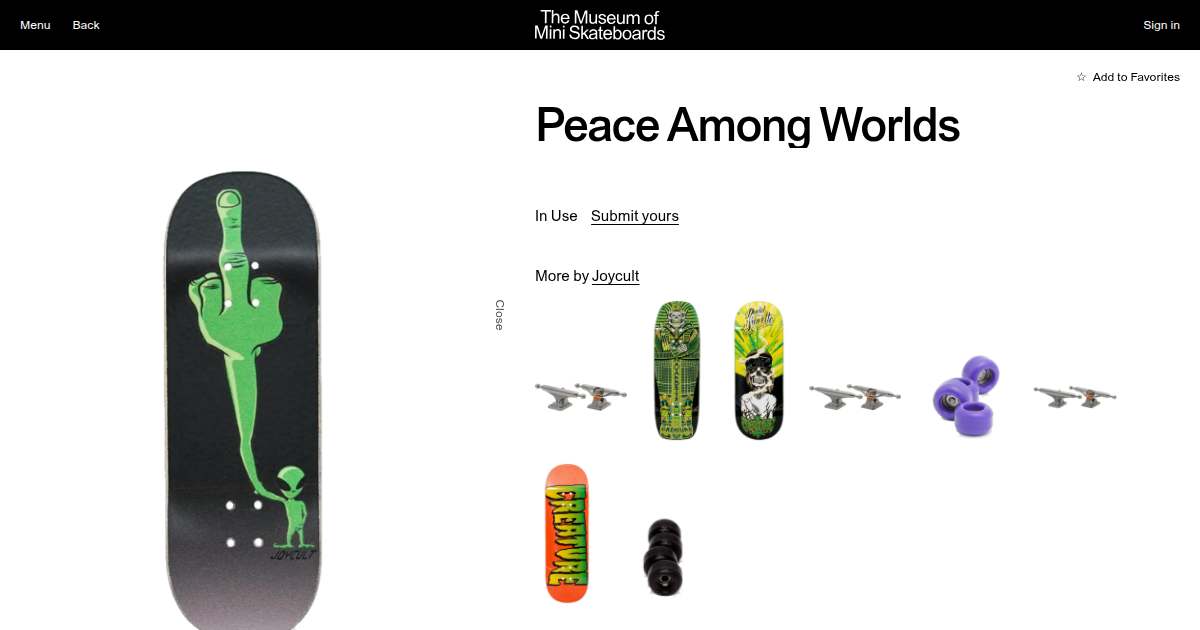 Menu
Back
The Museum of
Mini Skateboards
Sign in
☆ Add to Favorites
Peace Among Worlds
In Use
Submit yours
More by Joycult
Close
JOYCULT
CREATURE